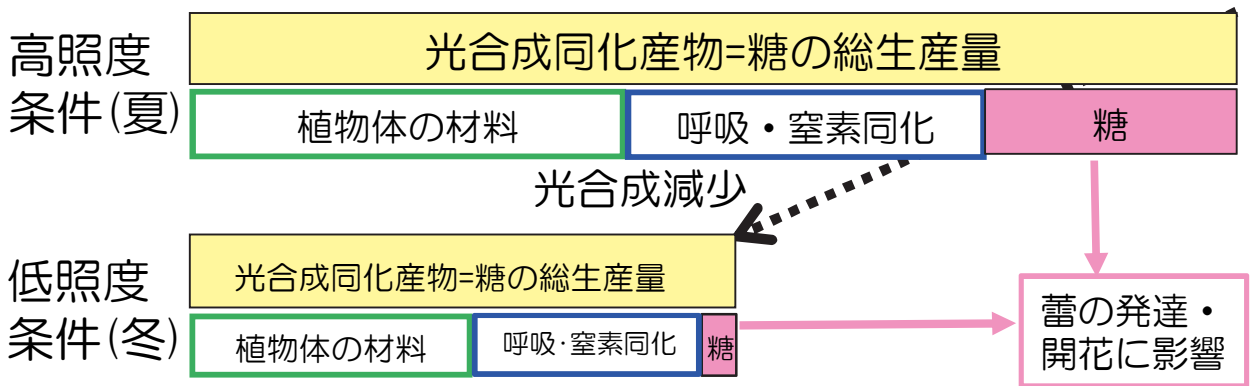 高照度
条件(夏)
光合成同化産物=糖の総生産量
植物体の材料
呼吸・窒素同化
糖
光合成減少
低照度
条件(冬)
光合成同化産物=糖の総生産量
植物体の材料
呼吸・窒素同化
糖
蕾の発達・
開花に影響